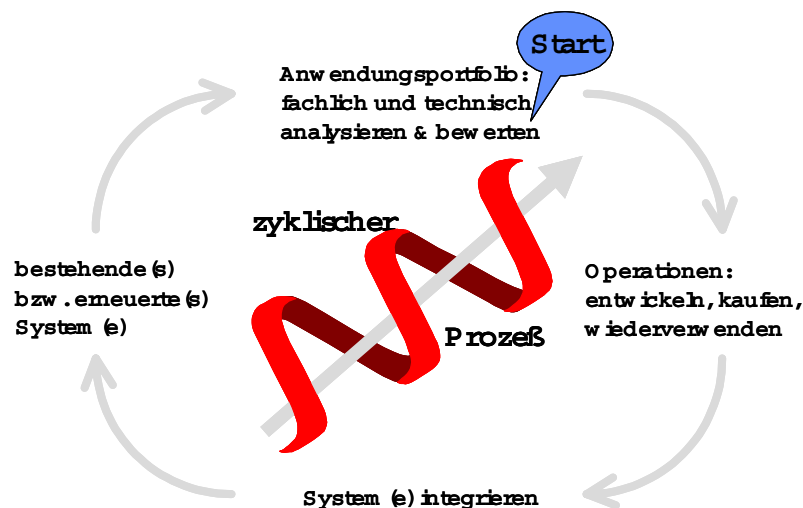 Start
Anwendungsportfolio:
fachlich und technisch
analysieren & bewerten
zyklischer
Prozeß
bestehende(s)
bzw. erneuerte(s)
System(e)
Operationen:
entwickeln, kaufen,
wiederverwenden
System(e) integrieren